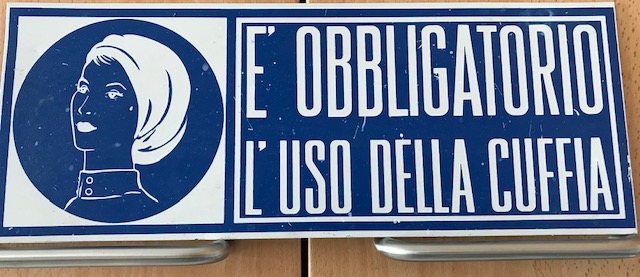 E' OBBLIGATORIO
L' USO DELLA CUFFIA